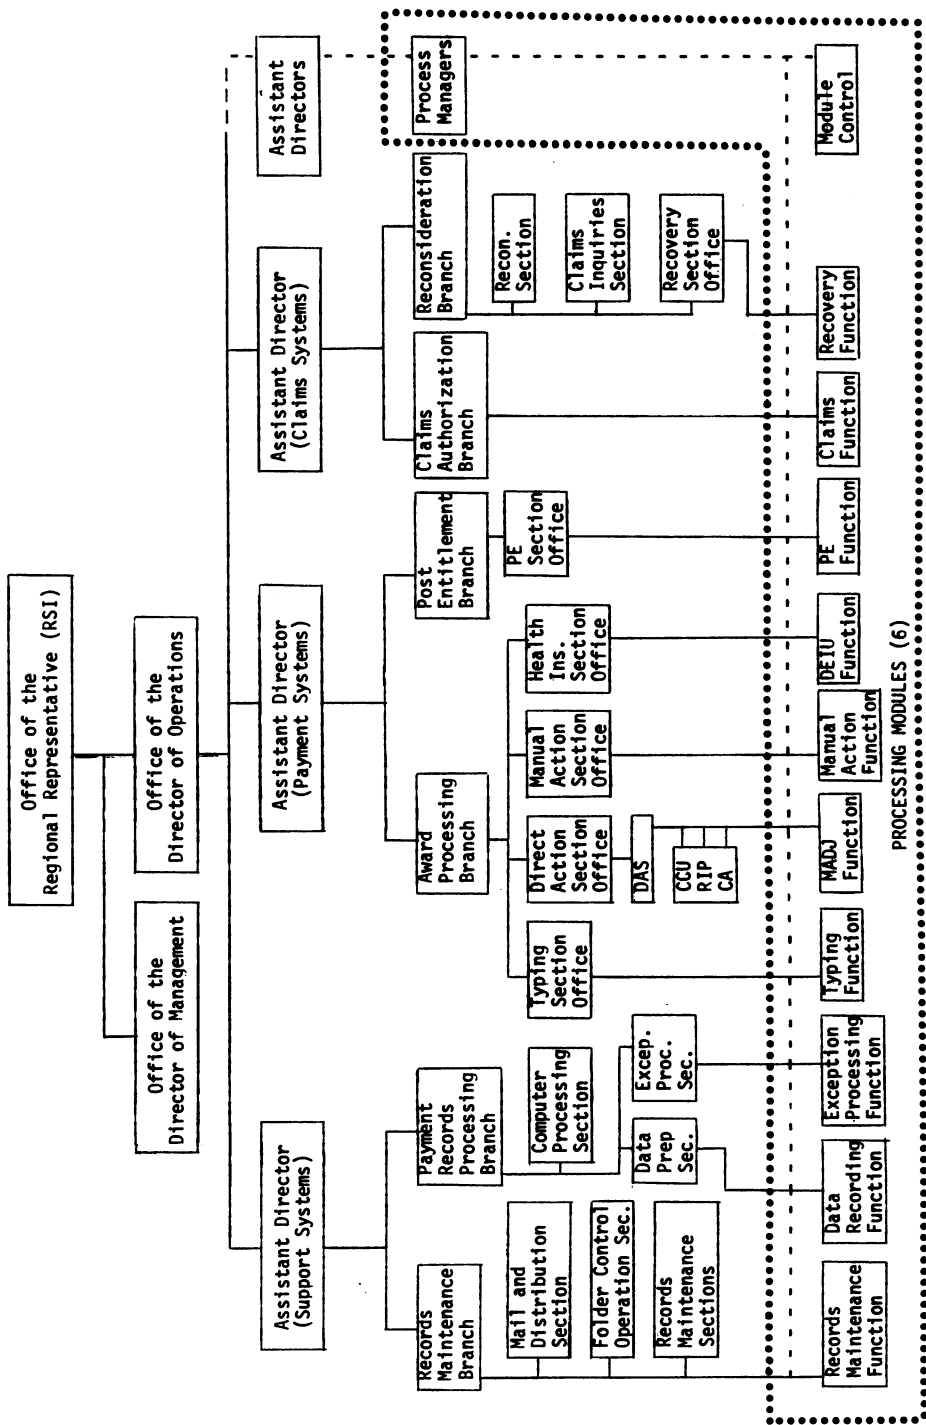 Office of the
Regional Representative (RSI)
Office of the
Director of Management
Office of the
Director of Operations
Assistant Director
(Support Systems)
Assistant Director
(Payment Systems)
Assistant Director
(Claims Systems)
Assistant
Directors
Records
Maintenance
Branch
Payment
Records
Processing
Branch
Award
Processing
Branch
Post
Entitlement
Branch
Claims
Authorization
Branch
Reconsideration
Branch
Process
Managers
Mail and
Distribution
Section
Folder Control
Operation Sec.
Records
Maintenance
Sections
Computer
Processing
Section
Data
Prep
Sec.
Excep.
Proc.
Sec.
Typing
Section
Office
Direct
Action
Section
Office
DAS
CCU
RIP
CA
Manual
Action
Section
Office
Health
Ins.
Section
Office
PE
Section
Office
Recon.
Section
Claims
Inquiries
Section
Recovery
Section
Office
Records
Maintenance
Function
Data
Recording
Function
Exception
Processing
Function
Typing
Function
MADJ
Function
Manual
Action
Function
DEIU
Function
PE
Function
Claims
Function
Recovery
Function
Module
Control
PROCESSING MODULES (6)